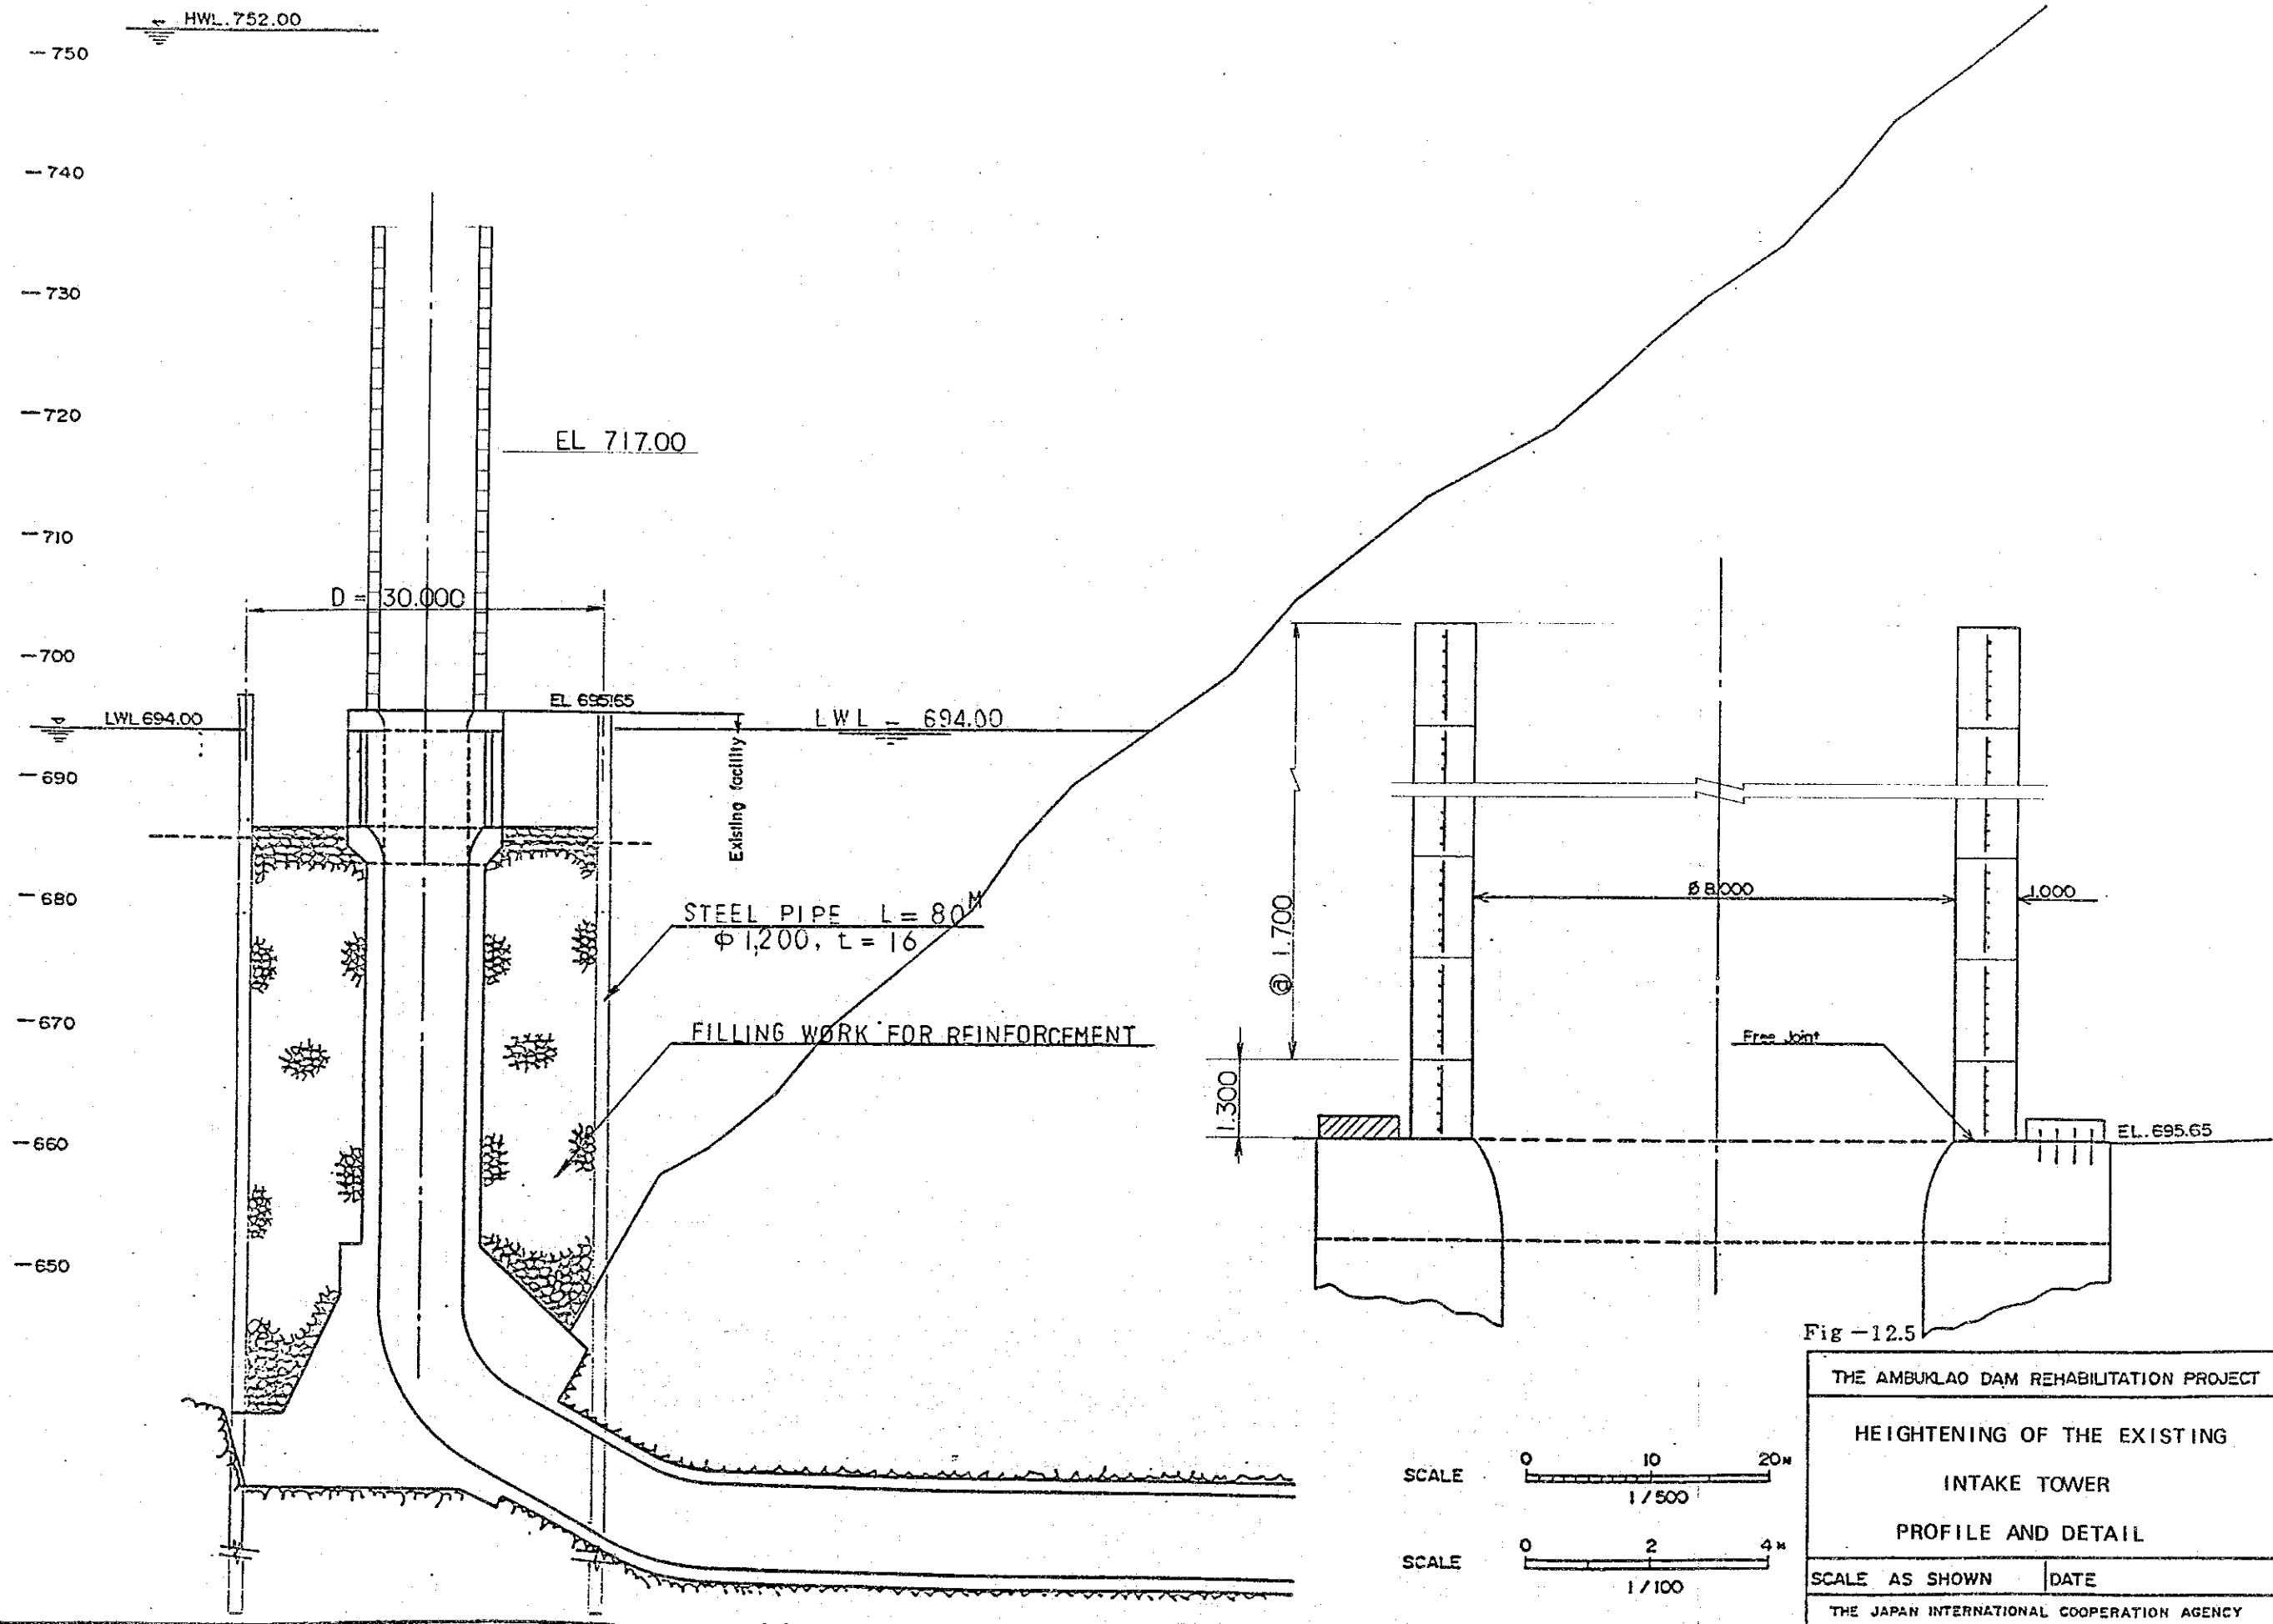 HWL.752.00
750
740
730
720
EL 717.00
710
D = 30.000
700
EL 695.65
LWL 694.00
LWL = 694.00
690
Existing facility
680
STEEL PIPE L = 80M
Φ 1,200, t = 16
670
FILLING WORK FOR REINFORCEMENT
660
650
@ 1.700
1.300
Ø 8.000
1.000
Free Joint
EL. 695.65
Fig - 12.5
SCALE
0 10 20M
1/500
SCALE
0 2 4M
1/100
THE AMBUKLAO DAM REHABILITATION PROJECT
HEIGHTENING OF THE EXISTING
INTAKE TOWER
PROFILE AND DETAIL
SCALE AS SHOWN DATE
THE JAPAN INTERNATIONAL COOPERATION AGENCY